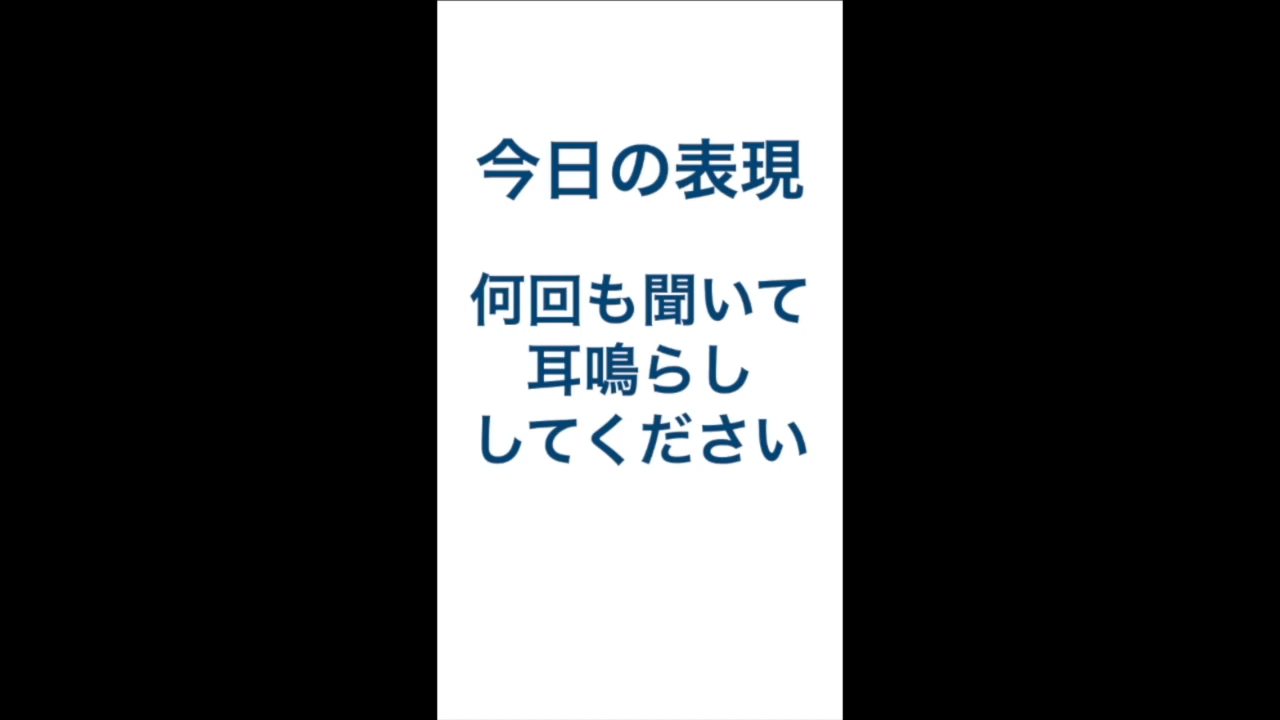 今日の表現
何回も聞いて
耳鳴らし
してください